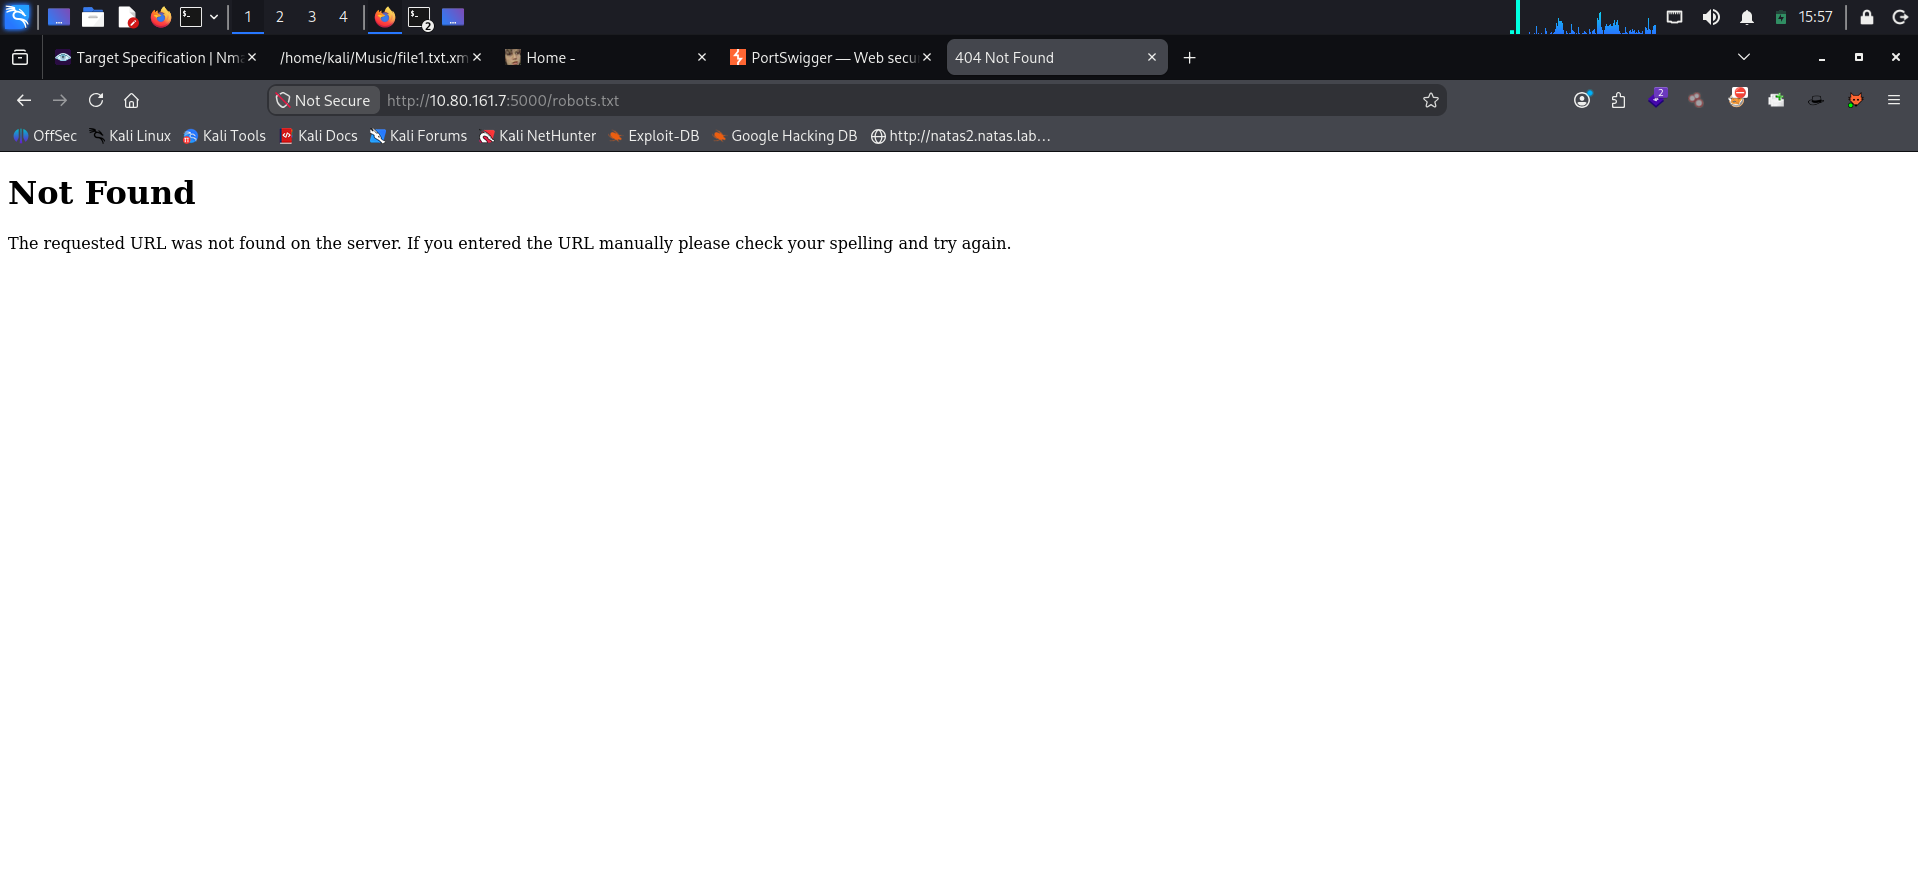 1 2 3 4 2 15:57
Target Specification | Nma /home/kali/Music/file1.txt.xm Home - PortSwigger — Web secu 404 Not Found
Not Secure http://10.80.161.7:5000/robots.txt 2
OffSec Kali Linux Kali Tools Kali Docs Kali Forums Kali NetHunter Exploit-DB Google Hacking DB http://natas2.natas.lab…
Not Found
The requested URL was not found on the server. If you entered the URL manually please check your spelling and try again.